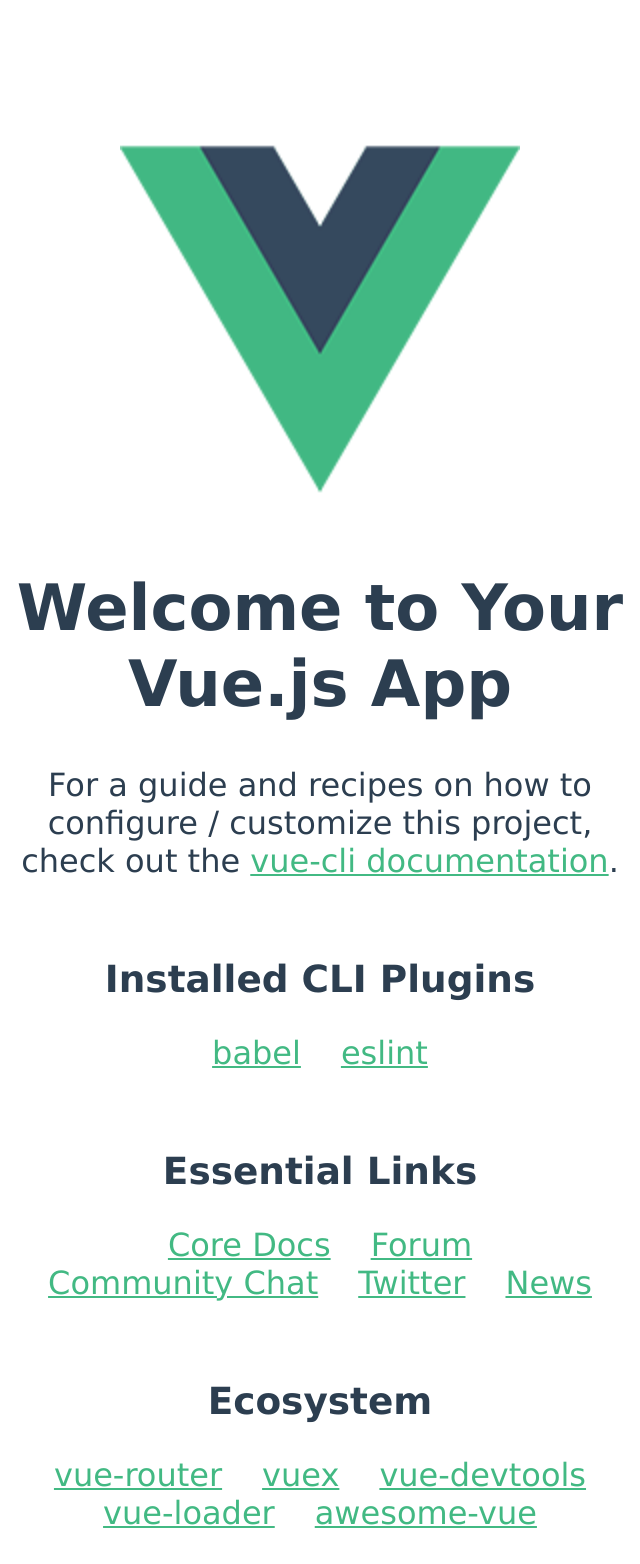 Welcome to Your
Vue.js App
For a guide and recipes on how to
configure / customize this project,
check out the vue-cli documentation.
Installed CLI Plugins
babel eslint
Essential Links
Core Docs Forum
Community Chat Twitter News
Ecosystem
vue-router vuex vue-devtools
vue-loader awesome-vue